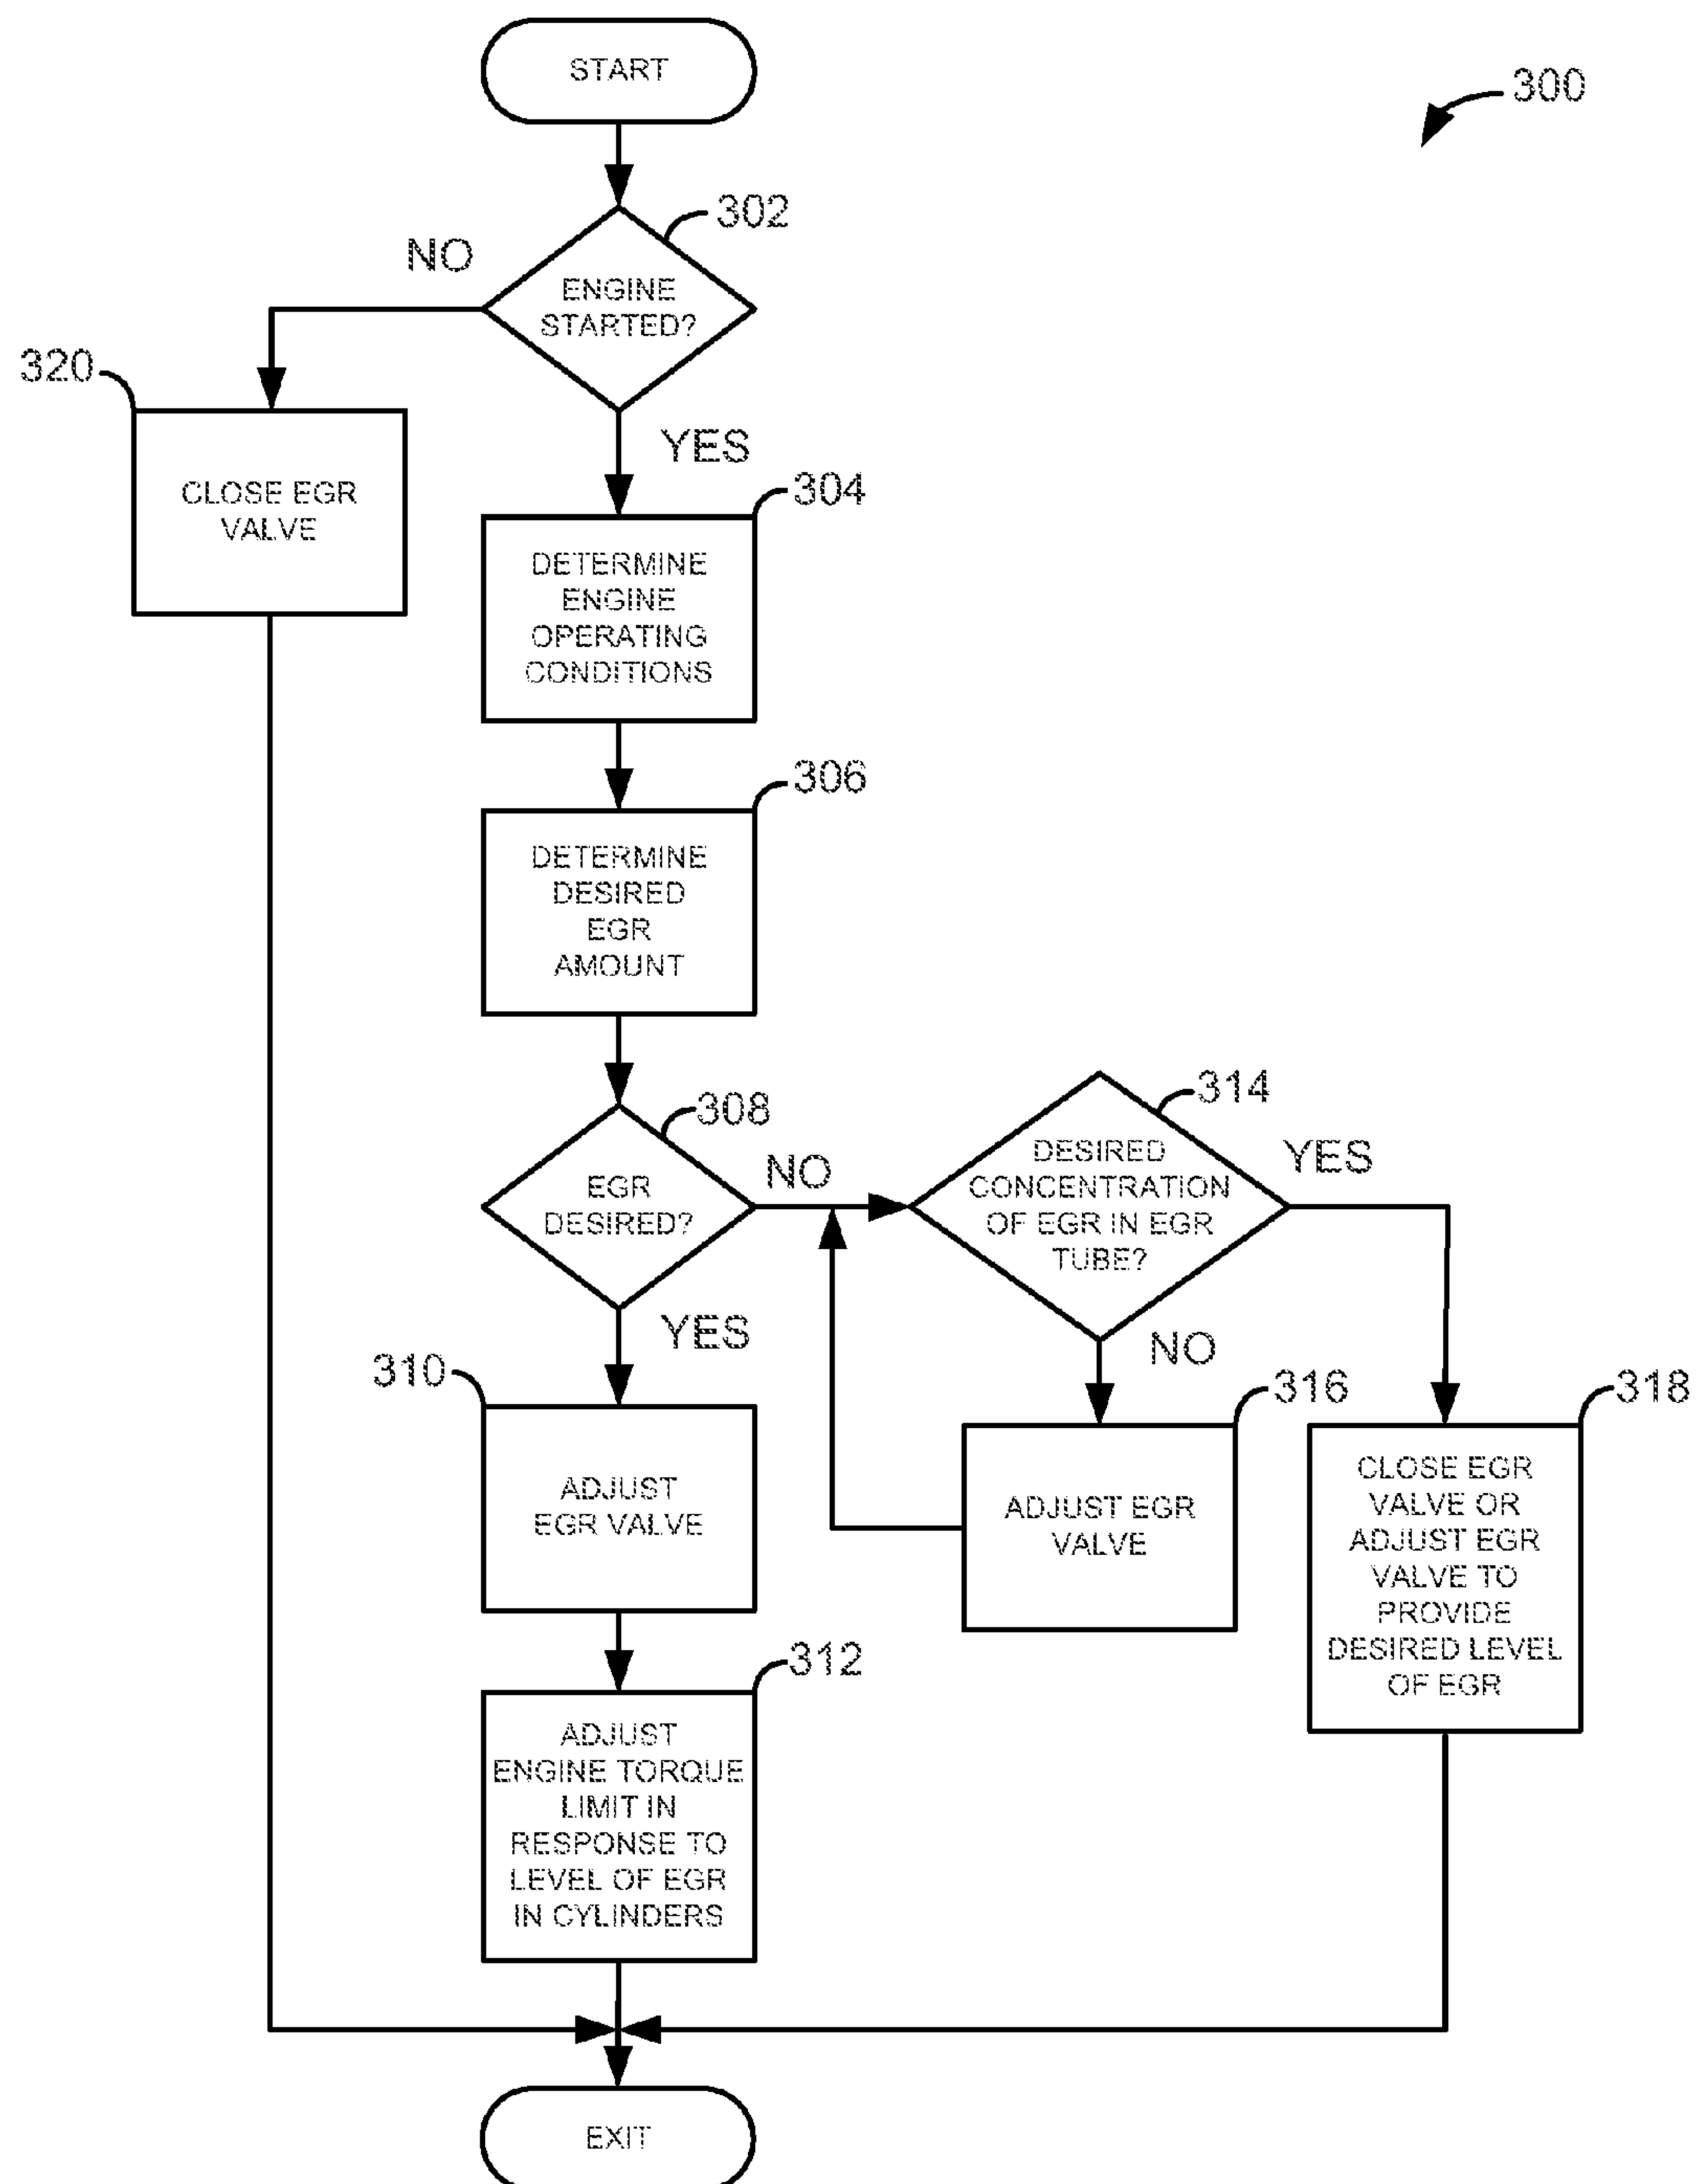 START
300
302
NO
ENGINE
STARTED?
320
YES
CLOSE EGR
VALVE
304
DETERMINE
ENGINE
OPERATING
CONDITIONS
306
DETERMINE
DESIRED
EGR
AMOUNT
308
EGR
DESIRED?
NO
314
DESIRED
CONCENTRATION
OF EGR IN EGR
TUBE?
YES
YES
NO
310
ADJUST
EGR VALVE
316
ADJUST EGR
VALVE
318
CLOSE EGR
VALVE OR
ADJUST EGR
VALVE TO
PROVIDE
DESIRED LEVEL
OF EGR
312
ADJUST
ENGINE TORQUE
LIMIT IN
RESPONSE TO
LEVEL OF EGR
IN CYLINDERS
EXIT